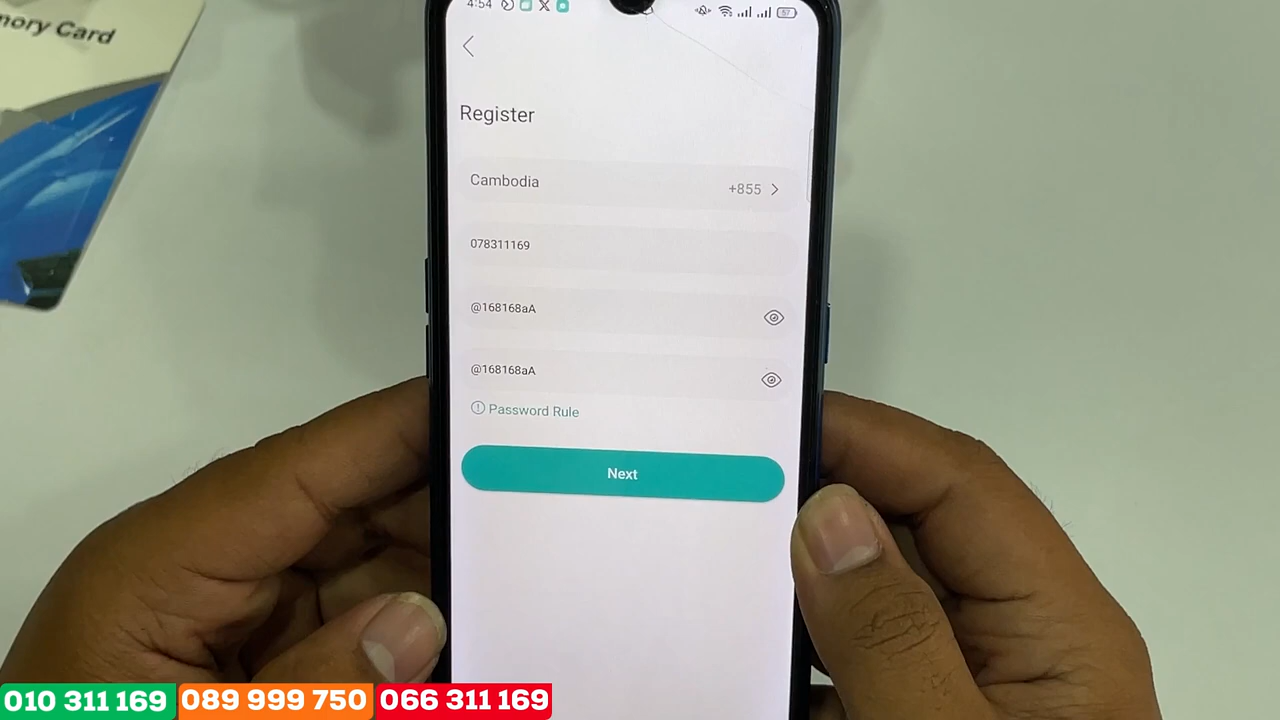 mory Card
4:54
57
Register
Cambodia
+855
078311169
@168168aA
@168168aA
Password Rule
Next
010 311 169
089 999 750
066 311 169